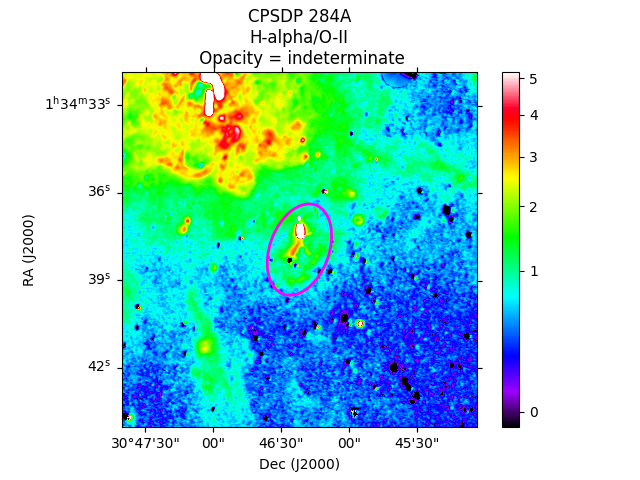 CPSDP 284A
H-alpha/O-II
Opacity = indeterminate
1ʰ34ᵐ33ˢ
36ˢ
39ˢ
42ˢ
RA (J2000)
30°47'30" 00" 46'30" 00" 45'30"
Dec (J2000)
5
4
3
2
1
0